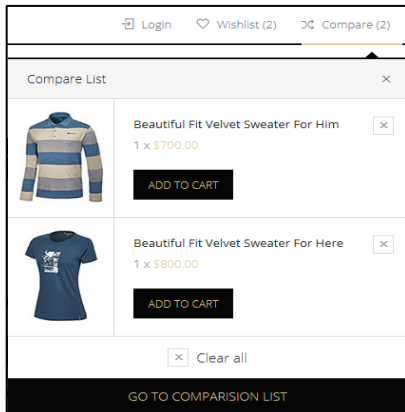 Login Wishlist (2) Compare (2)
Compare List
Beautiful Fit Velvet Sweater For Him
1 x $700.00
ADD TO CART
Beautiful Fit Velvet Sweater For Here
1 x $800.00
ADD TO CART
Clear all
GO TO COMPARISION LIST